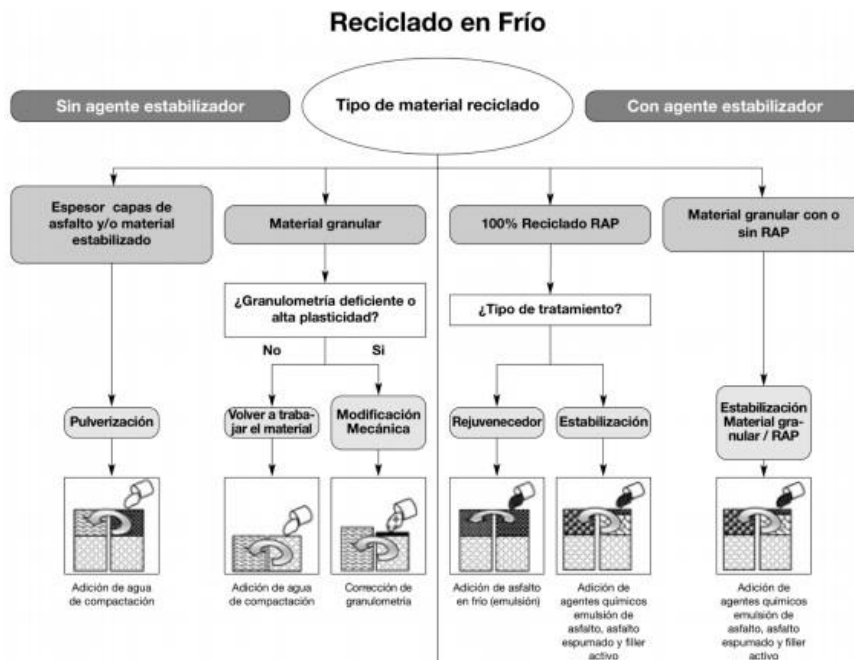 Reciclado en Frío
Sin agente estabilizador
Tipo de material reciclado
Con agente estabilizador
Espesor capas de
asfalto y/o material
estabilizado
Material granular
100% Reciclado RAP
Material granular con o
sin RAP
¿Granulometría deficiente o
alta plasticidad?
¿Tipo de tratamiento?
No
Si
Pulverización
Volver a traba-
jar el material
Modificación
Mecánica
Rejuvenecedor
Estabilización
Estabilización
Material gra-
nular / RAP
Adición de agua
de compactación
Adición de agua
de compactación
Corrección de
granulometría
Adición de asfalto
en frío (emulsión)
Adición de
agentes químicos
emulsión de
asfalto, asfalto
espumado y filler
activo
Adición de
agentes químicos
emulsión de
asfalto, asfalto
espumado y filler
activo